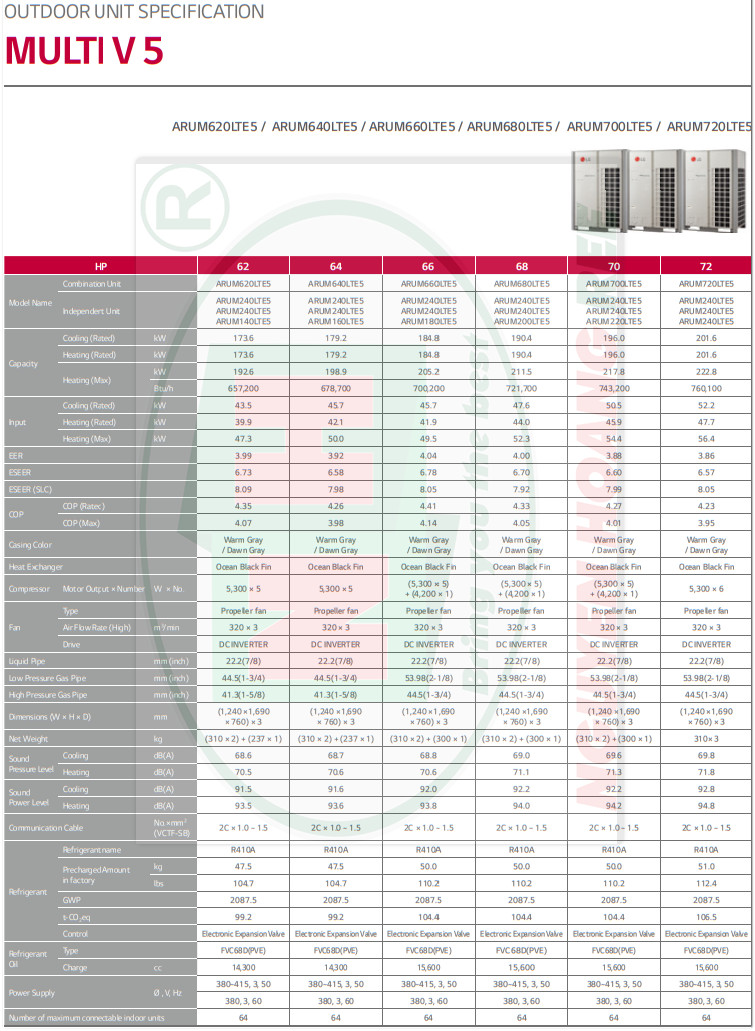 OUTDOOR UNIT SPECIFICATION
MULTI V 5
ARUM620LTE5 / ARUM640LTE5 / ARUM660LTE5 / ARUM680LTE5 / ARUM700LTE5 / ARUM720LTE5
LG LG LG
HP 62 64 66 68 70 72
Model Name
Combination Unit ARUM620LTE5 ARUM640LTE5 ARUM660LTE5 ARUM680LTE5 ARUM700LTE5 ARUM720LTE5
Independent Unit
ARUM240LTE5 ARUM240LTE5 ARUM240LTE5 ARUM240LTE5 ARUM240LTE5 ARUM240LTE5
ARUM240LTE5 ARUM240LTE5 ARUM240LTE5 ARUM240LTE5 ARUM240LTE5 ARUM240LTE5
ARUM140LTE5 ARUM160LTE5 ARUM180LTE5 ARUM200LTE5 ARUM220LTE5 ARUM240LTE5
Capacity
Cooling (Rated) kW 173.6 179.2 184.8 190.4 196.0 201.6
Heating (Rated) kW 173.6 179.2 184.8 190.4 196.0 201.6
Heating (Max) kW 192.6 198.9 205.2 211.5 217.8 222.8
Btu/h 657,200 678,700 700,200 721,700 743,200 760,100
Input
Cooling (Rated) kW 43.5 45.7 45.7 47.6 50.5 52.2
Heating (Rated) kW 39.9 42.1 41.9 44.0 45.9 47.7
Heating (Max) kW 47.3 50.0 49.5 52.3 54.4 56.4
EER 3.99 3.92 4.04 4.00 3.88 3.86
ESEER 6.73 6.58 6.78 6.70 6.60 6.57
ESEER (SLC) 8.09 7.98 8.05 7.92 7.99 8.05
COP
COP (Ratec) 4.35 4.26 4.41 4.33 4.27 4.23
COP (Max) 4.07 3.98 4.14 4.05 4.01 3.95
Casing Color
Warm Gray Warm Gray Warm Gray Warm Gray Warm Gray Warm Gray
/ Dawn Gray / Dawn Gray / Dawn Gray / Dawn Gray / Dawn Gray / Dawn Gray
Heat Exchanger Ocean Black Fin Ocean Black Fin Ocean Black Fin Ocean Black Fin Ocean Black Fin Ocean Black Fin
Compressor Motor Output × Number W × No. 5,300 × 5 5,300 × 5 (5,300 × 5) (5,300 × 5) (5,300 × 5) 5,300 × 6
+ (4,200 × 1) + (4,200 × 1) + (4,200 × 1)
Fan
Type Propeller fan Propeller fan Propeller fan Propeller fan Propeller fan Propeller fan
Air Flow Rate (High) m³/min 320 × 3 320 × 3 320 × 3 320 × 3 320 × 3 320 × 3
Drive DC INVERTER DC INVERTER DC INVERTER DC INVERTER DC INVERTER DC INVERTER
Liquid Pipe mm (inch) 22.2(7/8) 22.2(7/8) 22.2(7/8) 22.2(7/8) 22.2(7/8) 22.2(7/8)
Low Pressure Gas Pipe mm (inch) 44.5(1-3/4) 44.5(1-3/4) 53.98(2-1/8) 53.98(2-1/8) 53.98(2-1/8) 53.98(2-1/8)
High Pressure Gas Pipe mm (inch) 41.3(1-5/8) 41.3(1-5/8) 44.5(1-3/4) 44.5(1-3/4) 44.5(1-3/4) 44.5(1-3/4)
Dimensions (W × H × D) mm
(1,240 ×1,690 (1,240 ×1,690 (1,240 ×1,690 (1,240 ×1,690 (1,240 ×1,690 (1,240 ×1,690
× 760) × 3 × 760) × 3 × 760) × 3 × 760) × 3 × 760) × 3 × 760) × 3
Net Weight kg (310 × 2) + (237 × 1) (310 × 2) + (237 × 1) (310 × 2) + (300 × 1) (310 × 2) + (300 × 1) (310 × 2) + (300 × 1) 310× 3
Sound
Pressure Level
Cooling dB(A) 68.6 68.7 68.8 69.0 69.6 69.8
Heating dB(A) 70.5 70.6 70.6 71.1 71.3 71.8
Sound
Power Level
Cooling dB(A) 91.5 91.6 92.0 92.2 92.2 92.8
Heating dB(A) 93.5 93.6 93.8 94.0 94.2 94.8
Communication Cable No.×mm²
(VCTF-SB) 2C × 1.0 – 1.5 2C × 1.0 – 1.5 2C × 1.0 – 1.5 2C × 1.0 – 1.5 2C × 1.0 – 1.5 2C × 1.0 – 1.5
Refrigerant
Refrigerant name R410A R410A R410A R410A R410A R410A
Precharged Amount
in factory
kg 47.5 47.5 50.0 50.0 50.0 51.0
lbs 104.7 104.7 110.2 110.2 110.2 112.4
GWP 2087.5 2087.5 2087.5 2087.5 2087.5 2087.5
t-CO₂eq 99.2 99.2 104.4 104.4 104.4 106.5
Control Electronic Expansion Valve Electronic Expansion Valve Electronic Expansion Valve Electronic Expansion Valve Electronic Expansion Valve Electronic Expansion Valve
Refrigerant
Oil
Type FVC68D(PVE) FVC68D(PVE) FVC68D(PVE) FVC68D(PVE) FVC68D(PVE) FVC68D(PVE)
Charge cc 14,300 14,300 15,600 15,600 15,600 15,600
Power Supply Ø , V, Hz
380–415, 3, 50 380–415, 3, 50 380–415, 3, 50 380–415, 3, 50 380–415, 3, 50 380–415, 3, 50
380, 3, 60 380, 3, 60 380, 3, 60 380, 3, 60 380, 3, 60 380, 3, 60
Number of maximum connectable indoor units 64 64 64 64 64 64
®
Bring you the best
NGUYEN HOANG REE